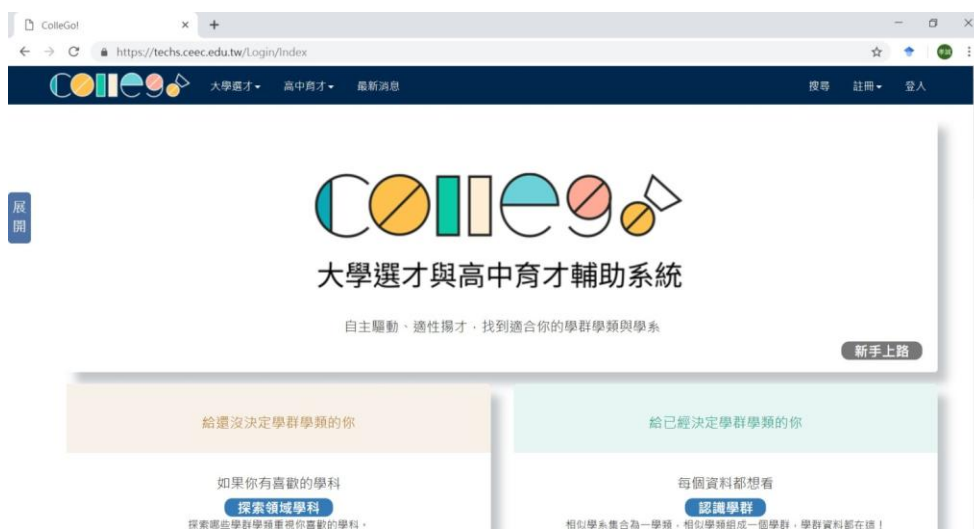 ColleGo!
https://techs.ceec.edu.tw/Login/Index
ColleGo 大學選才 高中育才 最新消息 搜尋 註冊 登入
展開
ColleGo
大學選才與高中育才輔助系統
自主驅動、適性揚才，找到適合你的學群學類與學系
新手上路
給還沒決定學群學類的你
如果你有喜歡的學科
探索領域學科
探索哪些學群學類重視你喜歡的學科。
給已經決定學群學類的你
每個資料都想看
認識學群
相似學系集合為一學類，相似學類組成一個學群，學群資料都在這！